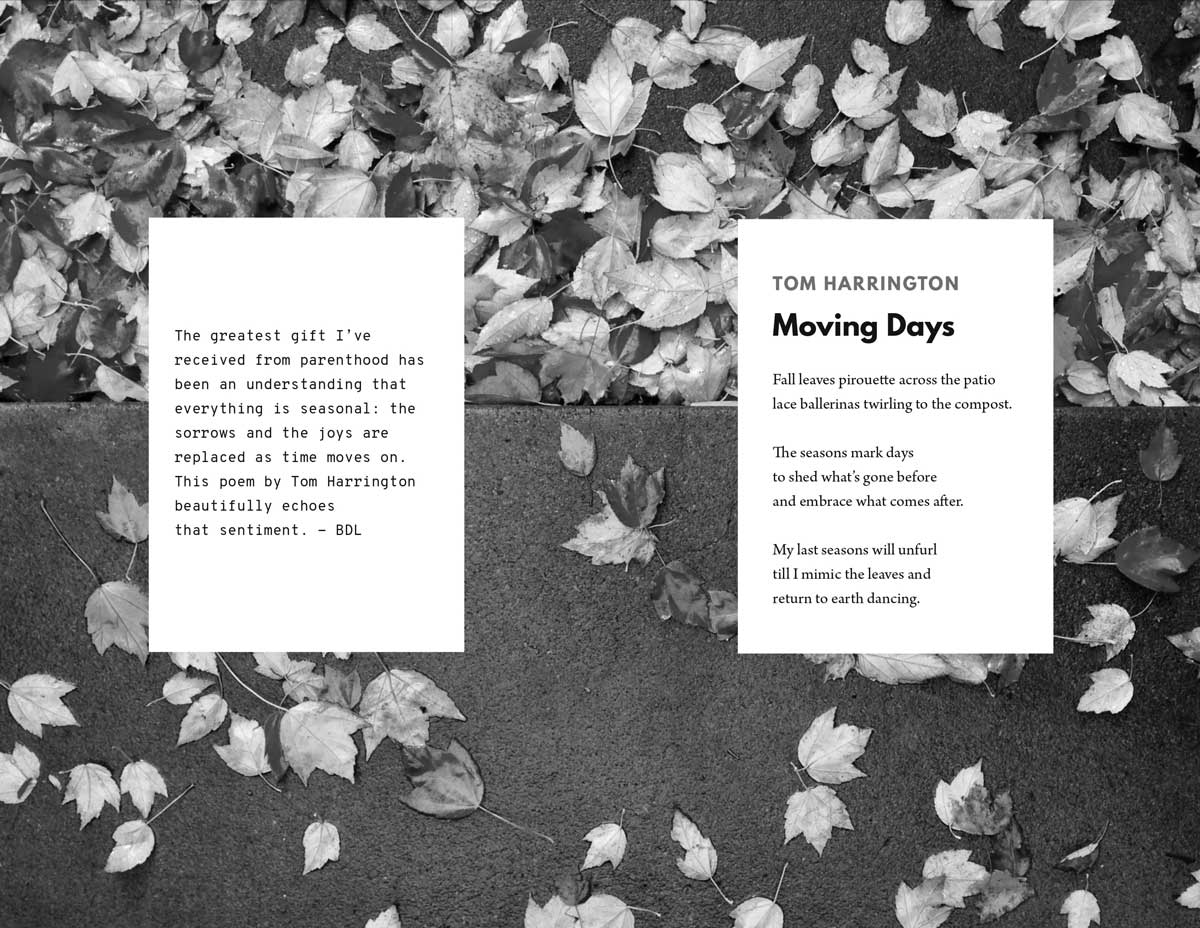 The greatest gift I’ve
received from parenthood has
been an understanding that
everything is seasonal: the
sorrows and the joys are
replaced as time moves on.
This poem by Tom Harrington
beautifully echoes
that sentiment. – BDL
TOM HARRINGTON
Moving Days
Fall leaves pirouette across the patio
lace ballerinas twirling to the compost.
The seasons mark days
to shed what’s gone before
and embrace what comes after.
My last seasons will unfurl
till I mimic the leaves and
return to earth dancing.